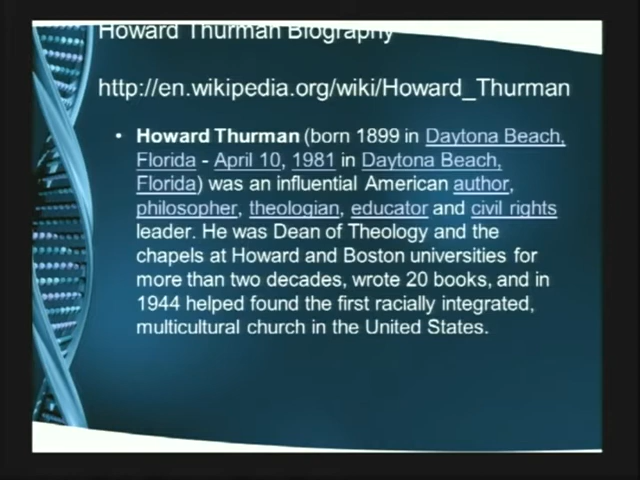 Howard Thurman Biography
http://en.wikipedia.org/wiki/Howard_Thurman
• Howard Thurman (born 1899 in Daytona Beach,
Florida - April 10, 1981 in Daytona Beach,
Florida) was an influential American author,
philosopher, theologian, educator and civil rights
leader. He was Dean of Theology and the
chapels at Howard and Boston universities for
more than two decades, wrote 20 books, and in
1944 helped found the first racially integrated,
multicultural church in the United States.